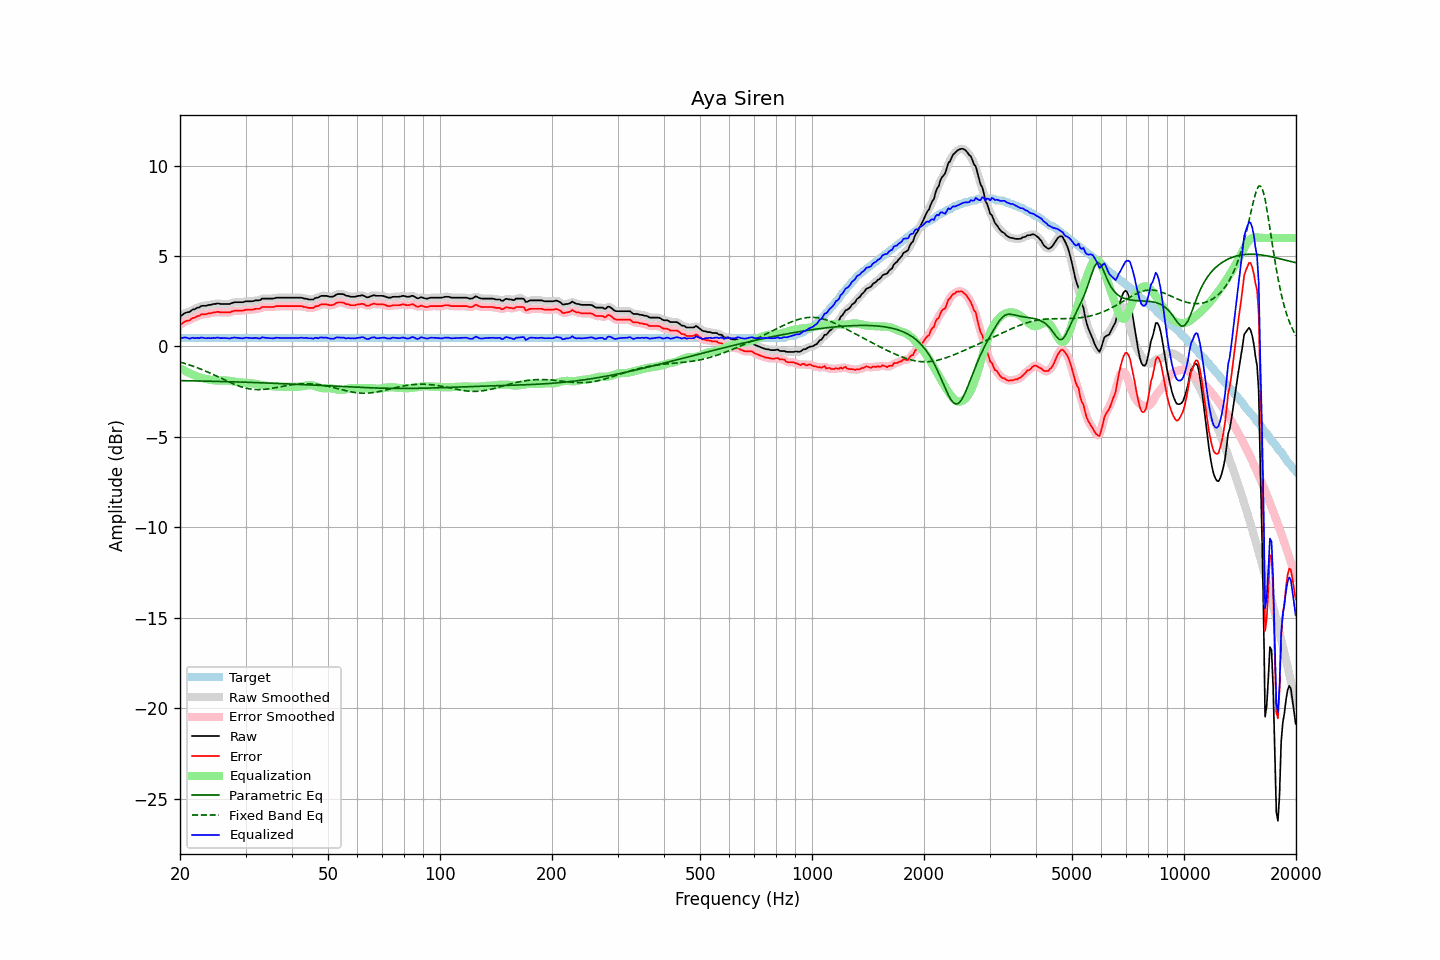 Aya Siren
10
5
0
−5
−10
−15
−20
−25
Amplitude (dBr)
Target
Raw Smoothed
Error Smoothed
Raw
Error
Equalization
Parametric Eq
Fixed Band Eq
Equalized
20 50 100 200 500 1000 2000 5000 10000 20000
Frequency (Hz)